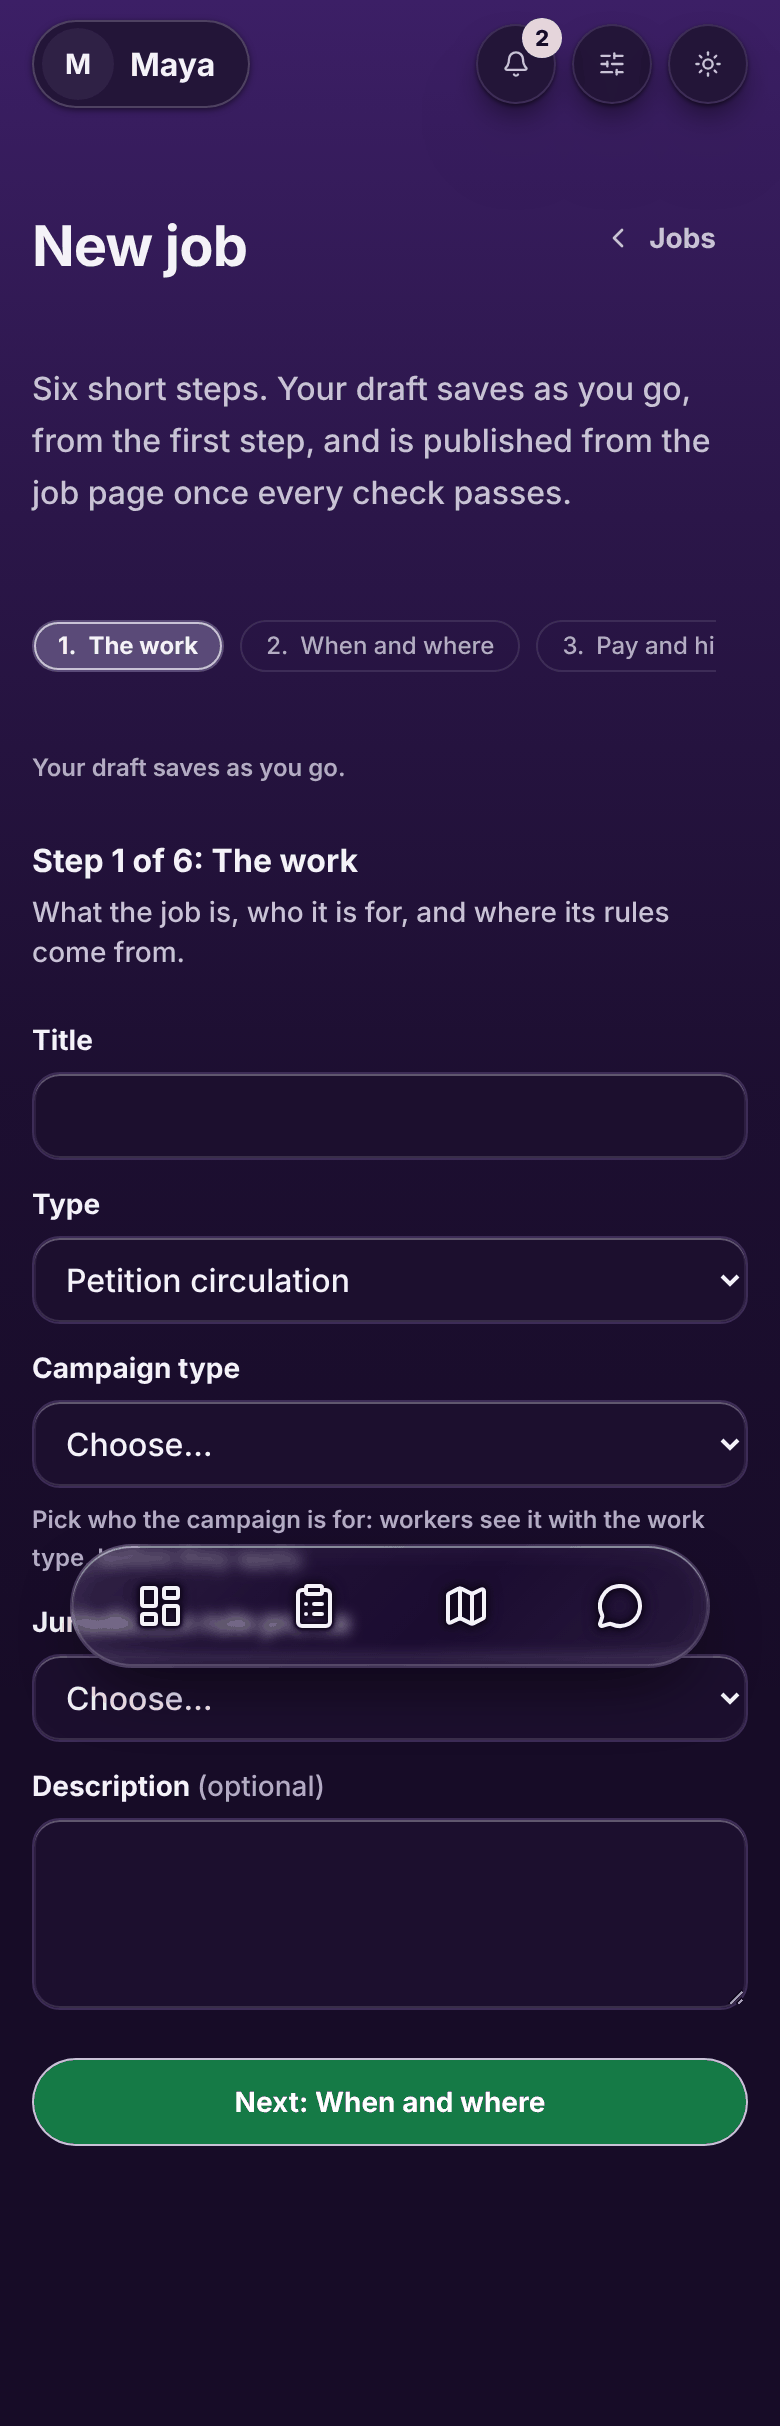 M Maya
2
New job
Jobs
Six short steps. Your draft saves as you go,
from the first step, and is published from the
job page once every check passes.
1. The work
2. When and where
3. Pay and hi
Your draft saves as you go.
Step 1 of 6: The work
What the job is, who it is for, and where its rules
come from.
Title
Type
Petition circulation
Campaign type
Choose...
Pick who the campaign is for: workers see it with the work
type
Choose...
Description (optional)
Next: When and where